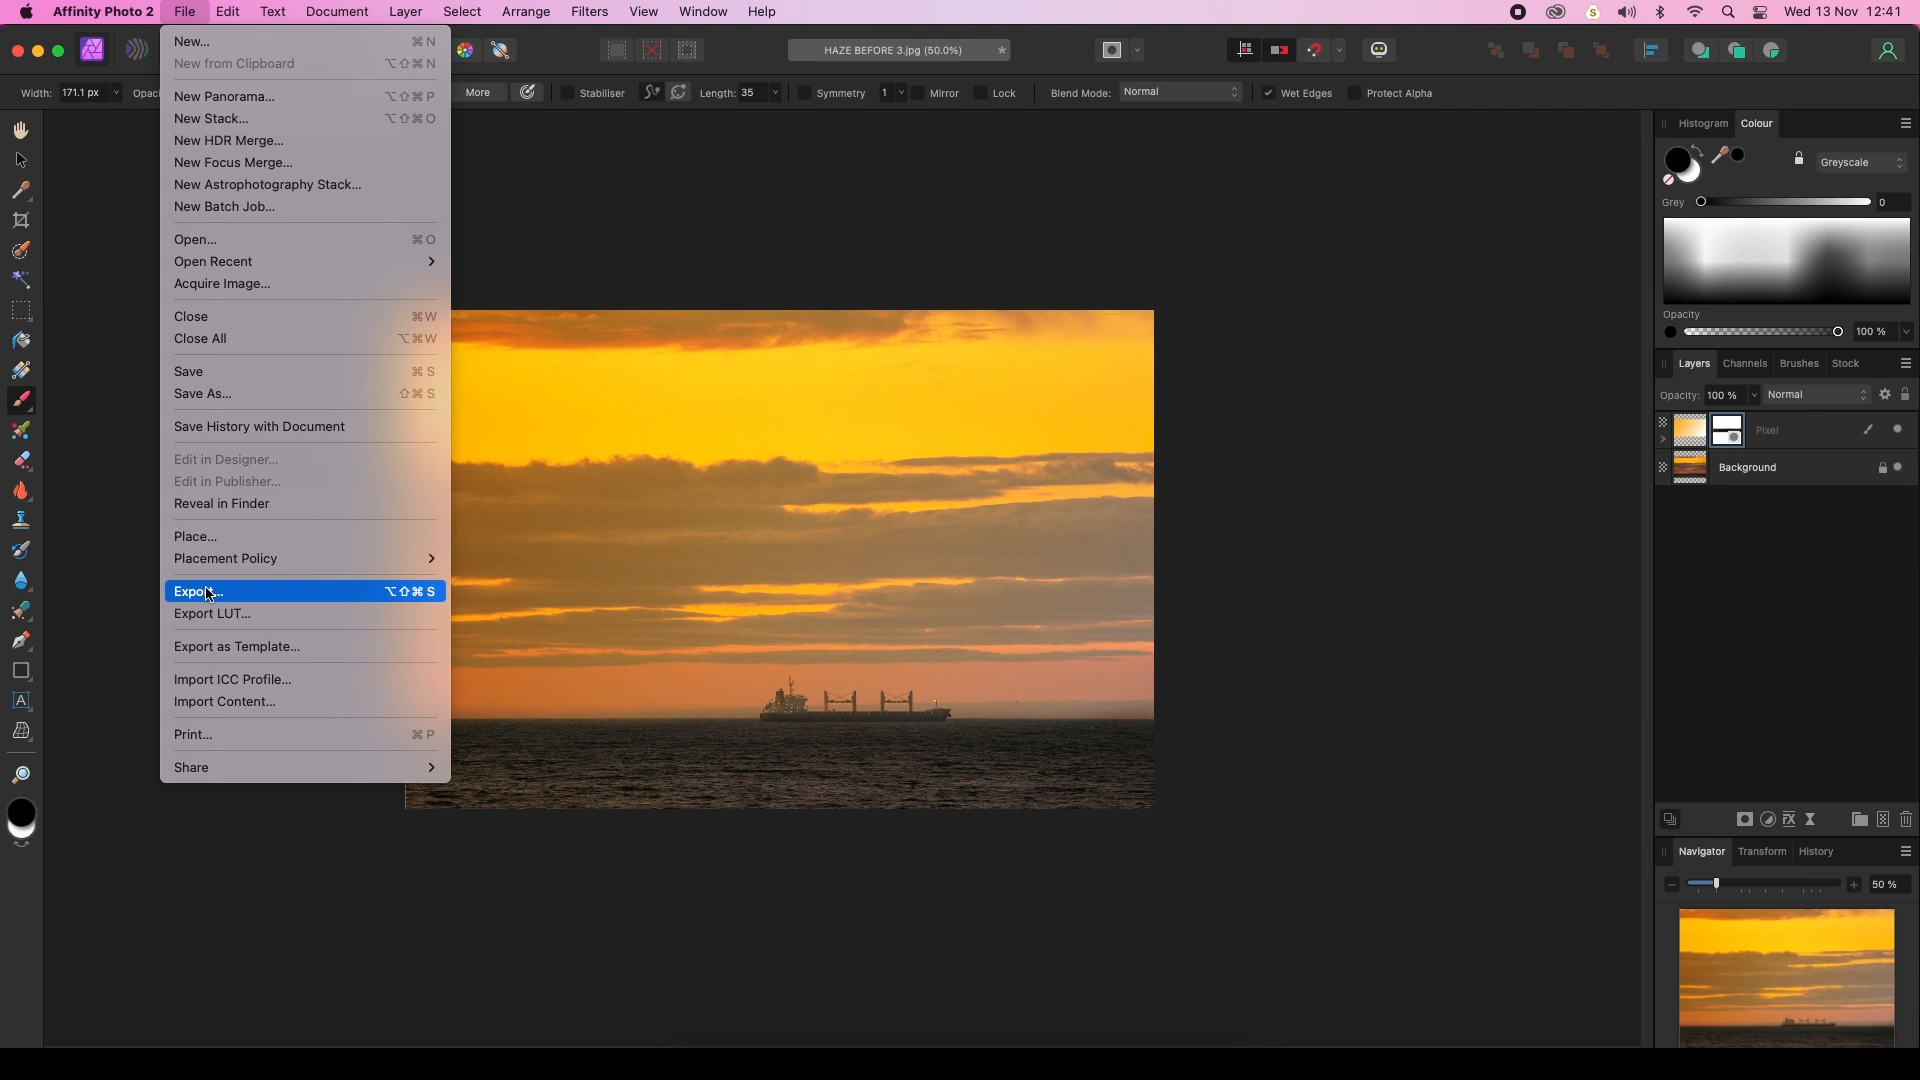 Affinity Photo 2 File Edit Text Document Layer Select Arrange Filters View Window Help S Wed 13 Nov 12:41
HAZE BEFORE 3.jpg (50.0%) *
Width: 171.1 px Opaci More Stabiliser Length: 35 Symmetry 1 Mirror Lock Blend Mode: Normal Wet Edges Protect Alpha
New... ⌘ N
New from Clipboard ⌥⇧⌘ N
New Panorama... ⌥⇧⌘ P
New Stack... ⌥⇧⌘ O
New HDR Merge...
New Focus Merge...
New Astrophotography Stack...
New Batch Job...
Open... ⌘ O
Open Recent
Acquire Image...
Close ⌘W
Close All ⌥⌘W
Save ⌘ S
Save As... ⇧⌘ S
Save History with Document
Edit in Designer...
Edit in Publisher...
Reveal in Finder
Place...
Placement Policy
Export... ⌥⇧⌘ S
Export LUT...
Export as Template...
Import ICC Profile...
Import Content...
Print... ⌘ P
Share
A
Histogram Colour
Greyscale
Grey 0
Opacity
100 %
Layers Channels Brushes Stock
Opacity: 100 % Normal
Pixel
Background
FX
Navigator Transform History
50 %